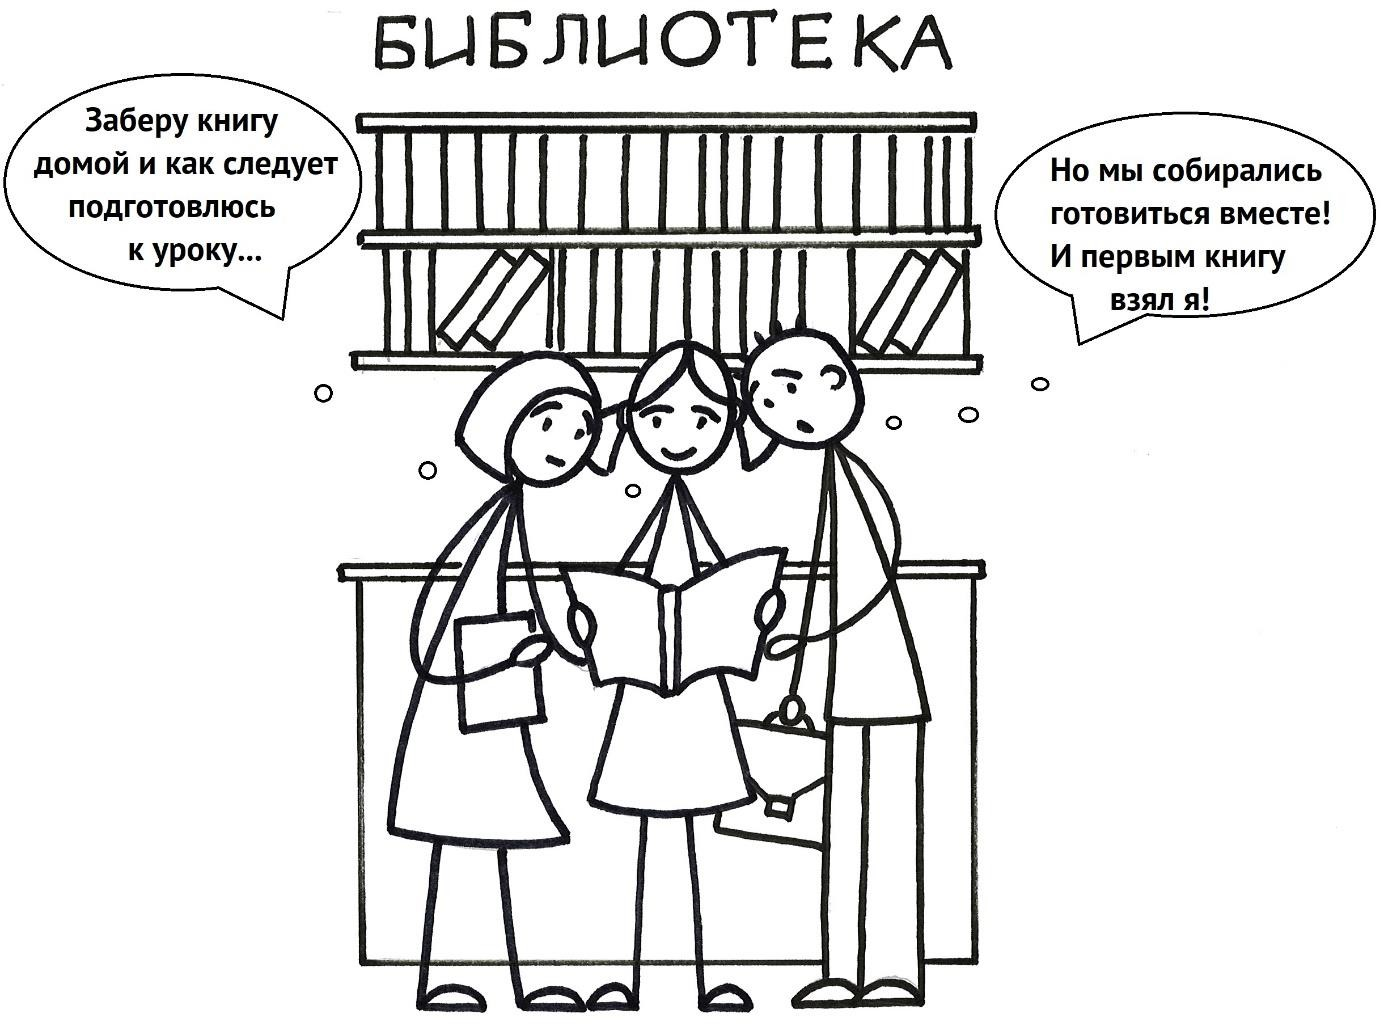 БИБЛИОТЕКА
Заберу книгу
домой и как следует
подготовлюсь
к уроку...
Но мы собирались
готовиться вместе!
И первым книгу
взял я!